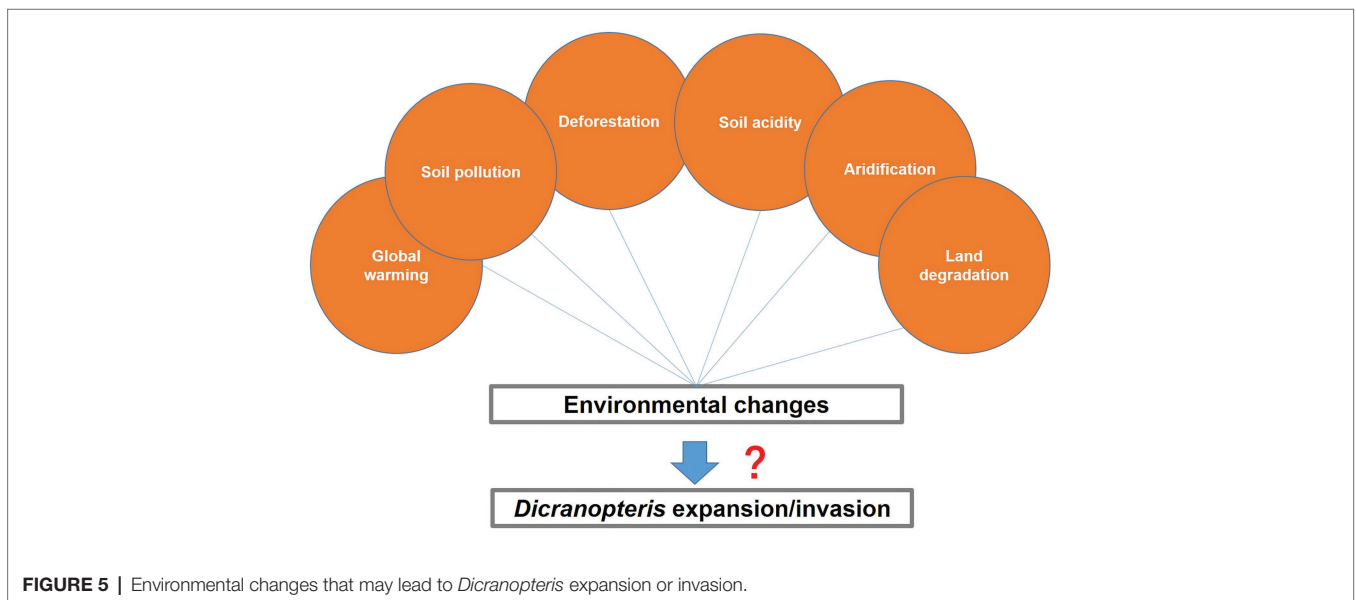 Deforestation
Soil acidity
Soil pollution
Aridification
Global
warming
Land
degradation
Environmental changes
?
Dicranopteris expansion/invasion
FIGURE 5 | Environmental changes that may lead to Dicranopteris expansion or invasion.